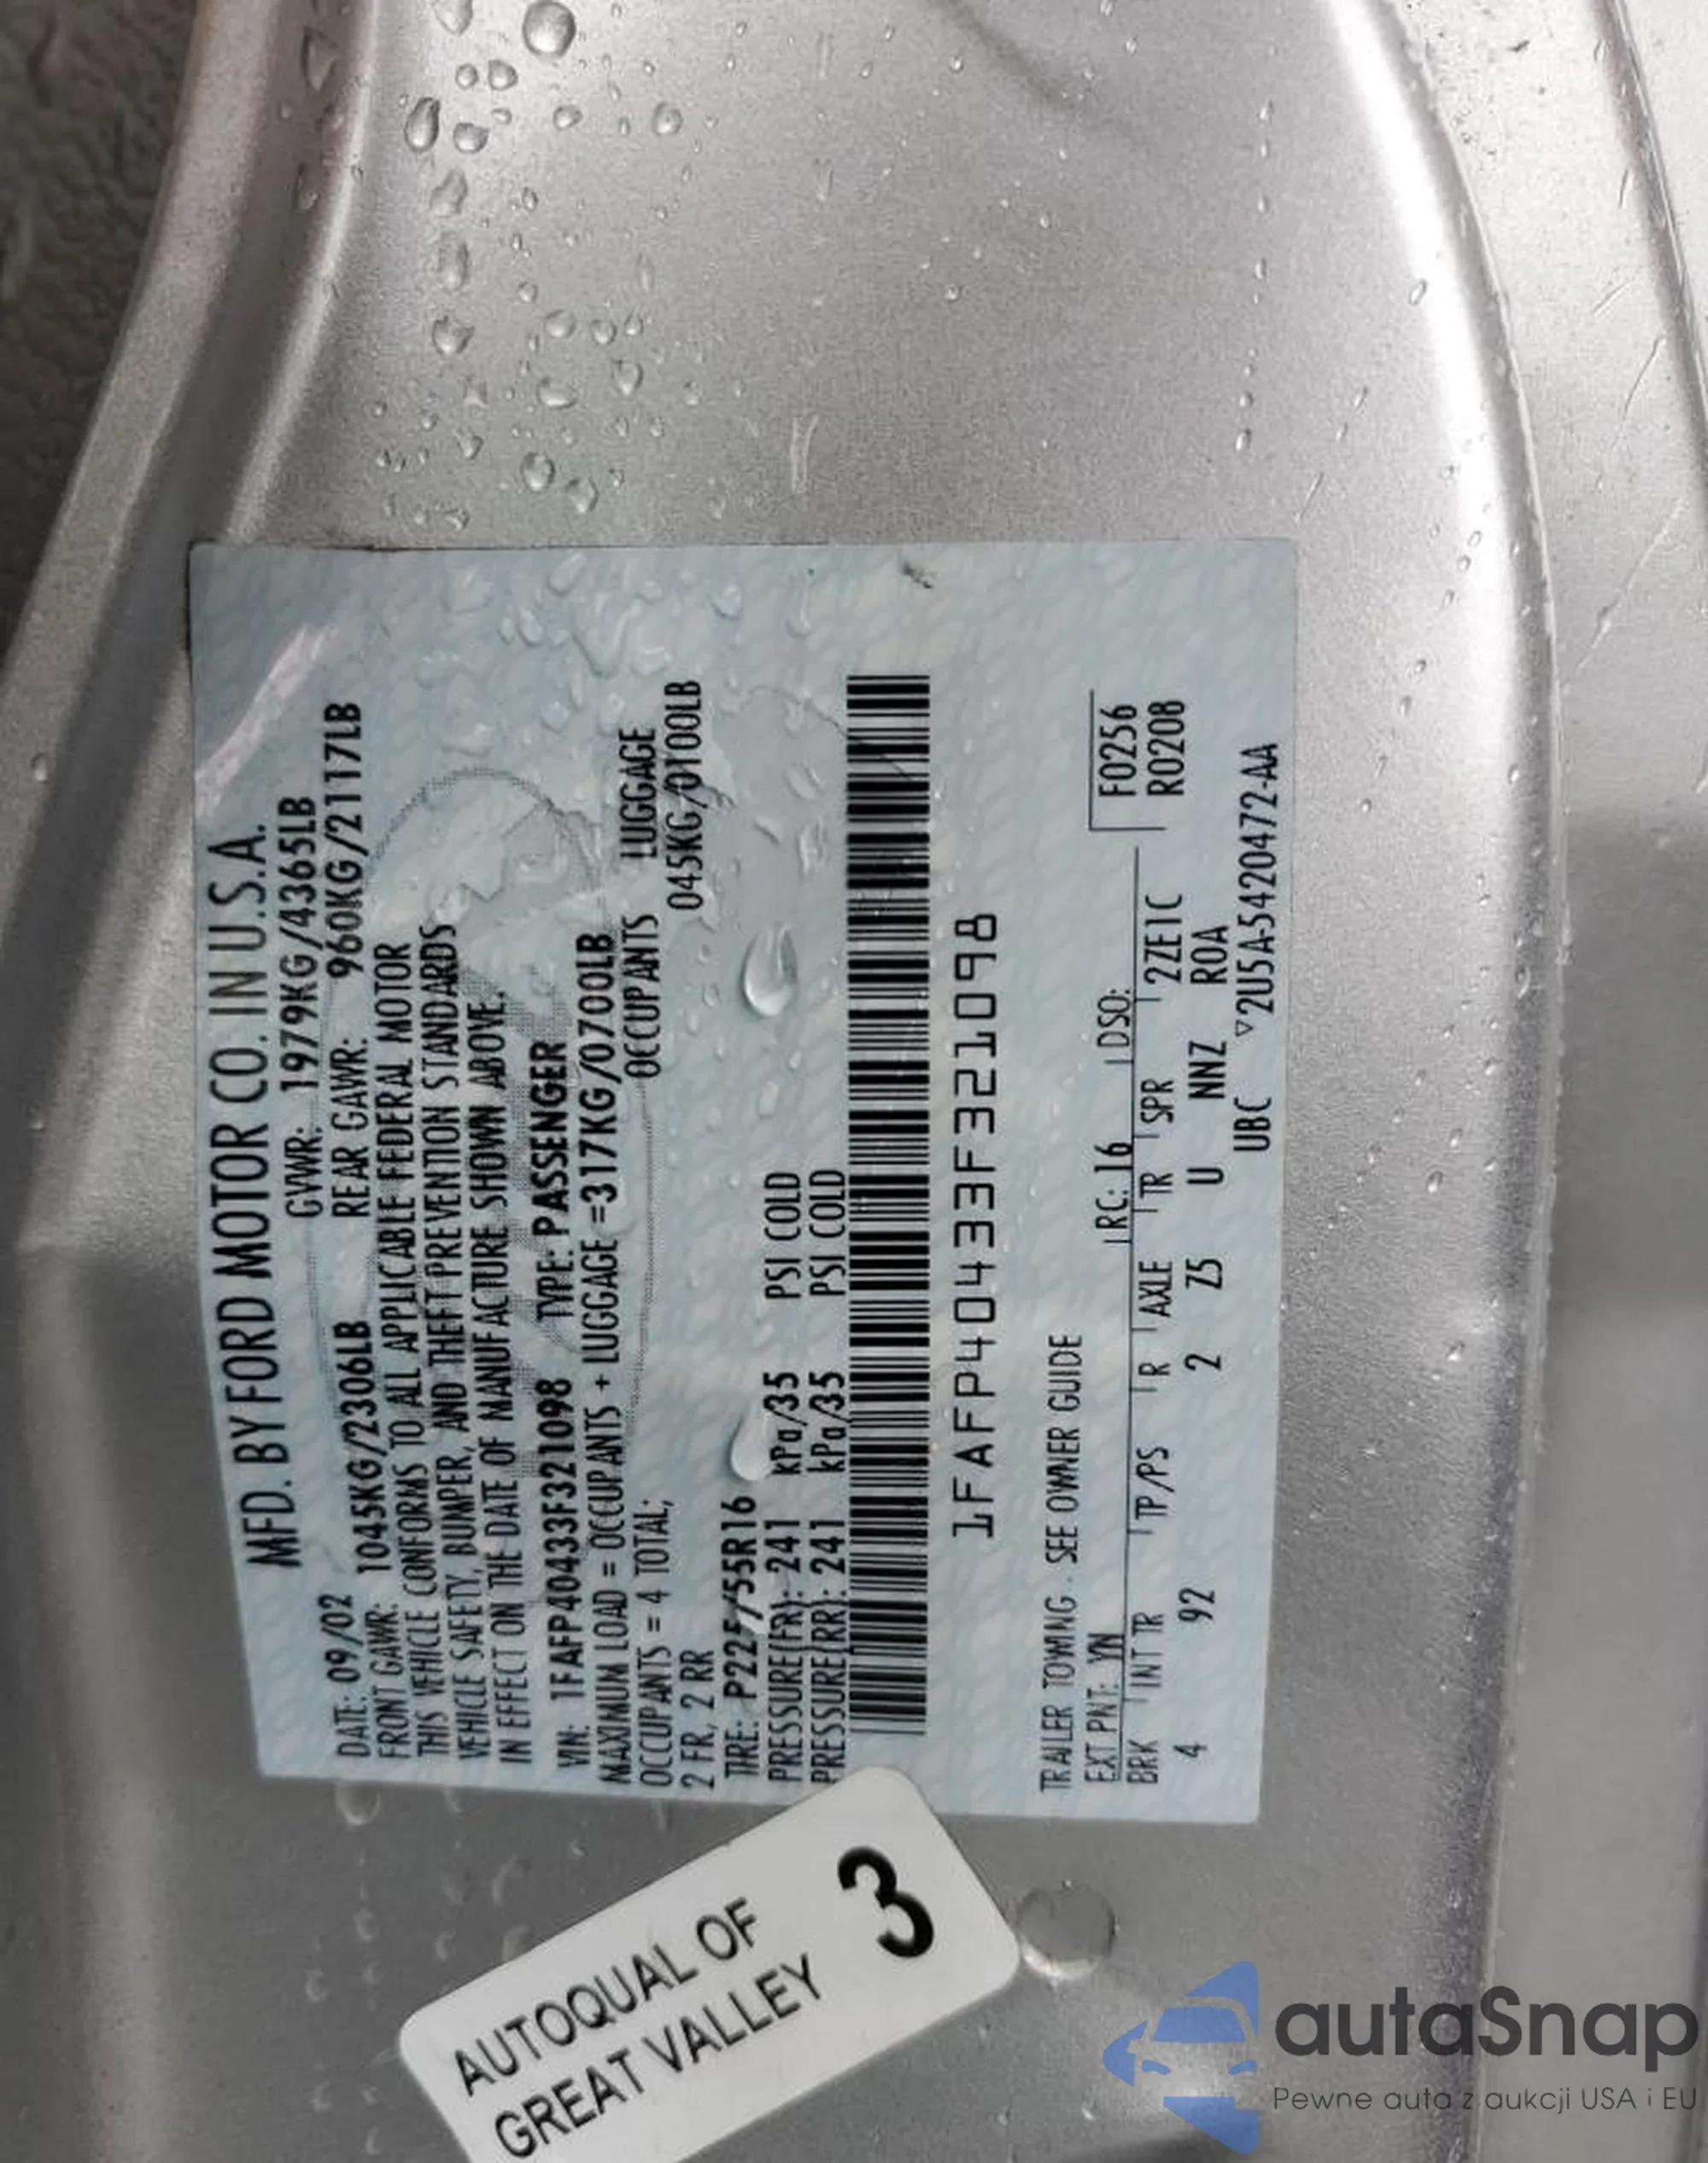 MFD. BY FORD MOTOR CO. IN U.S.A.
DATE: 09/02 GVWR: 1979KG/4365LB
FRONT GAWR: 1045KG/2306LB REAR GAWR: 960KG/2117LB
THIS VEHICLE CONFORMS TO ALL APPLICABLE FEDERAL MOTOR
VEHICLE SAFETY, BUMPER, AND THEFT PREVENTION STANDARDS
IN EFFECT ON THE DATE OF MANUFACTURE SHOWN ABOVE.
VIN: 1FAFP40433F321098 TYPE: PASSENGER
MAXIMUM LOAD = OCCUPANTS + LUGGAGE =317KG/0700LB
OCCUPANTS = 4 TOTAL; OCCUPANTS LUGGAGE
2 FR, 2 RR 045KG/0100LB
TIRE: P225/55R16
PRESSURE(FR): 241 kPa/35 PSI COLD
PRESSURE(RR): 241 kPa/35 PSI COLD
1FAFP40433F321098
TRAILER TOWING - SEE OWNER GUIDE
EXT PNT: YN RC: 16 DSO: F0256
BRK INT TR TP/PS R AXLE TR SPR 2ZE1C R0208
4 92 2 Z5 U U NNZ ROA
UBC ▽2U5A-5420472-AA
AUTOQUAL OF
GREAT VALLEY
3
autaSnap
Pewne auta z aukcji USA i EU